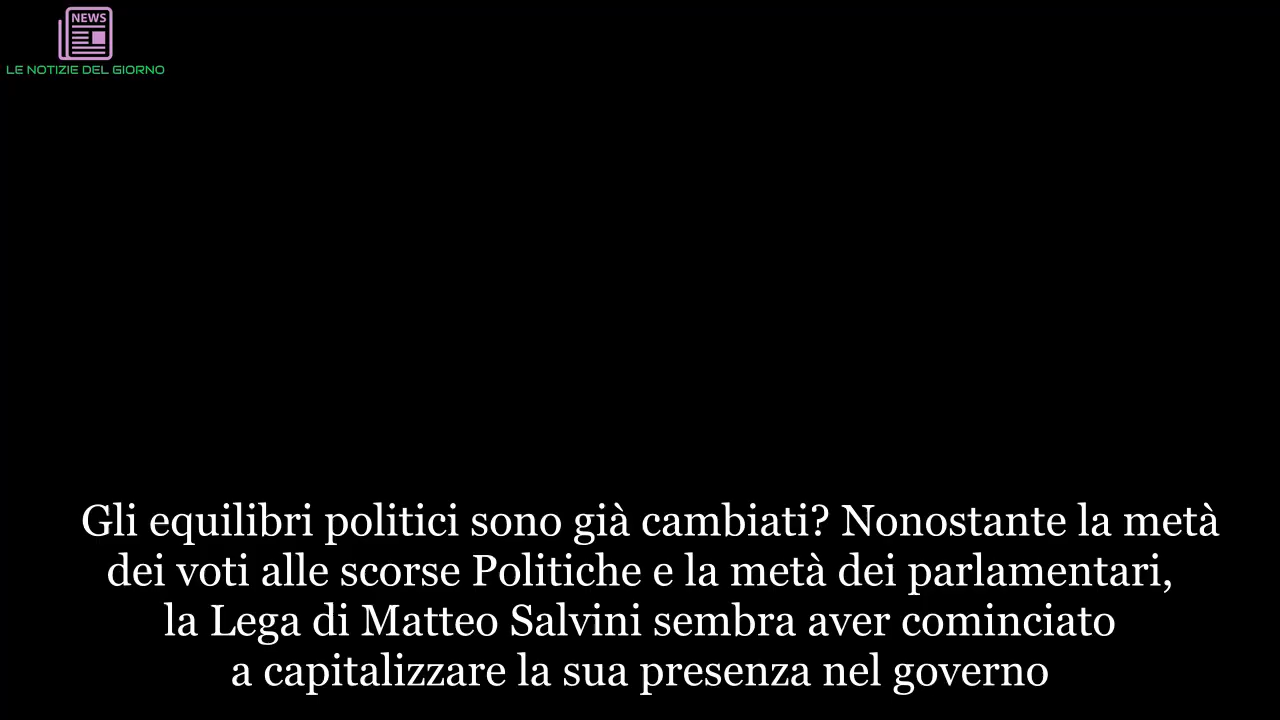 NEWS
LE NOTIZIE DEL GIORNO
Gli equilibri politici sono già cambiati? Nonostante la metà
dei voti alle scorse Politiche e la metà dei parlamentari,
la Lega di Matteo Salvini sembra aver cominciato
a capitalizzare la sua presenza nel governo